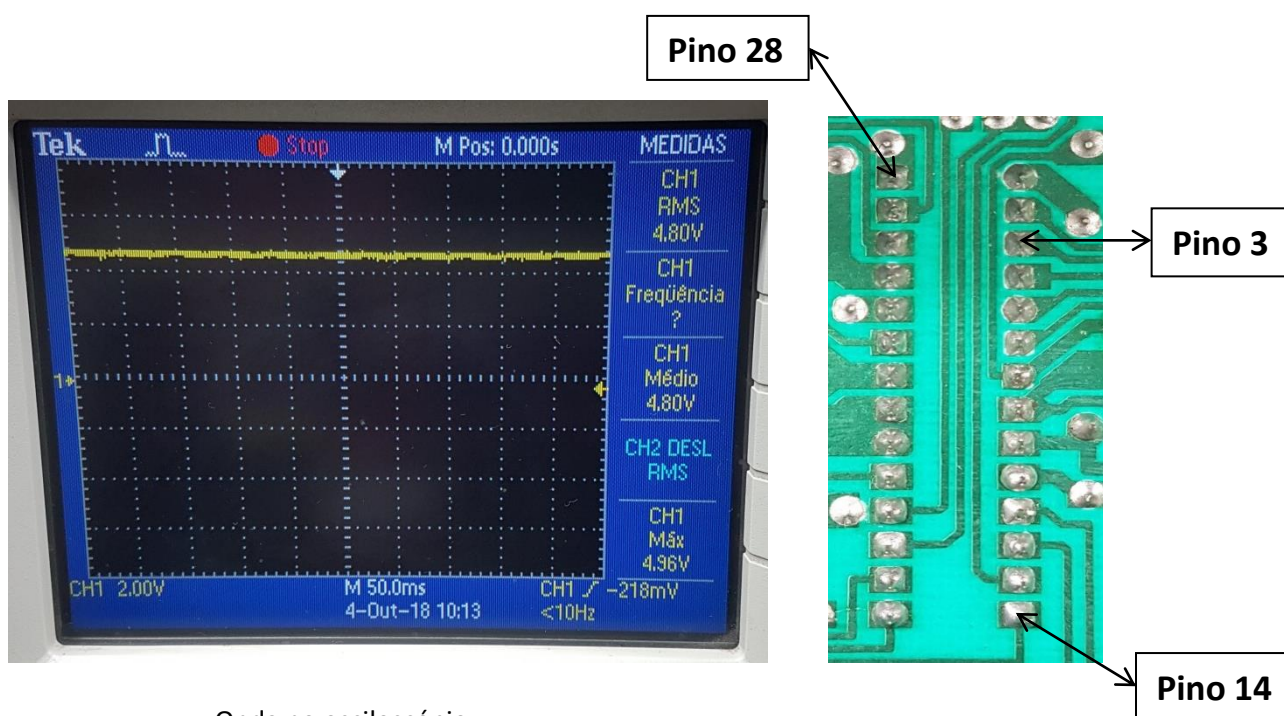 Pino 28
Tek
Stop
M Pos: 0.000s
MEDIDAS
CH1
RMS
4.80V
CH1
Freqüência
?
CH1
Médio
4.80V
CH2 DESL
RMS
CH1
Máx
4.96V
1
CH1 2.00V
M 50.0ms
CH1
-218mV
4-Out-18 10:13
<10Hz
Pino 3
Pino 14